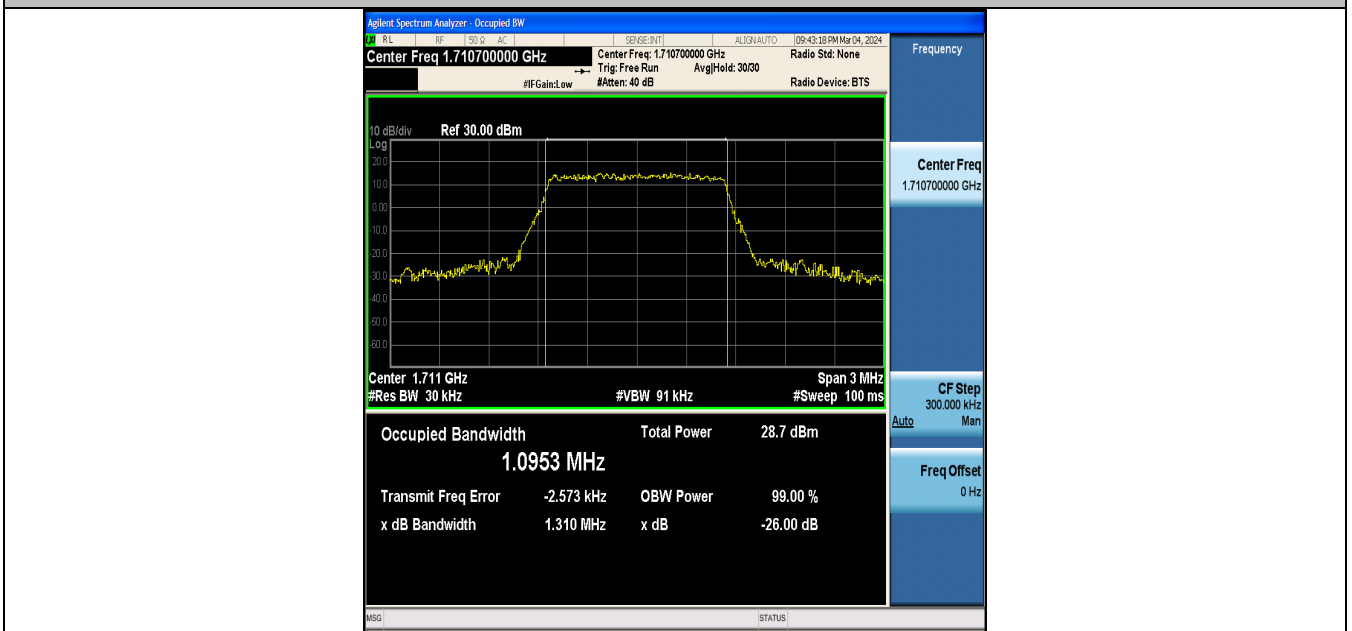 Agilent Spectrum Analyzer - Occupied BW
RL RF 50 Ω AC SENSE:INT ALIGN AUTO 09:43:18 PM Mar 04, 2024
Center Freq 1.710700000 GHz
Center Freq: 1.710700000 GHz
Radio Std: None
Trig: Free Run Avg|Hold: 30/30
#IFGain:Low
#Atten: 40 dB
Radio Device: BTS
10 dB/div Ref 30.00 dBm
Log
20.0
10.0
0.00
-10.0
-20.0
-30.0
-40.0
-50.0
-60.0
Center 1.711 GHz Span 3 MHz
#Res BW 30 kHz #VBW 91 kHz #Sweep 100 ms
Occupied Bandwidth Total Power 28.7 dBm
1.0953 MHz
Transmit Freq Error -2.573 kHz OBW Power 99.00 %
x dB Bandwidth 1.310 MHz x dB -26.00 dB
MSG STATUS
Frequency
Center Freq
1.710700000 GHz
CF Step
300.000 kHz
Auto Man
Freq Offset
0 Hz